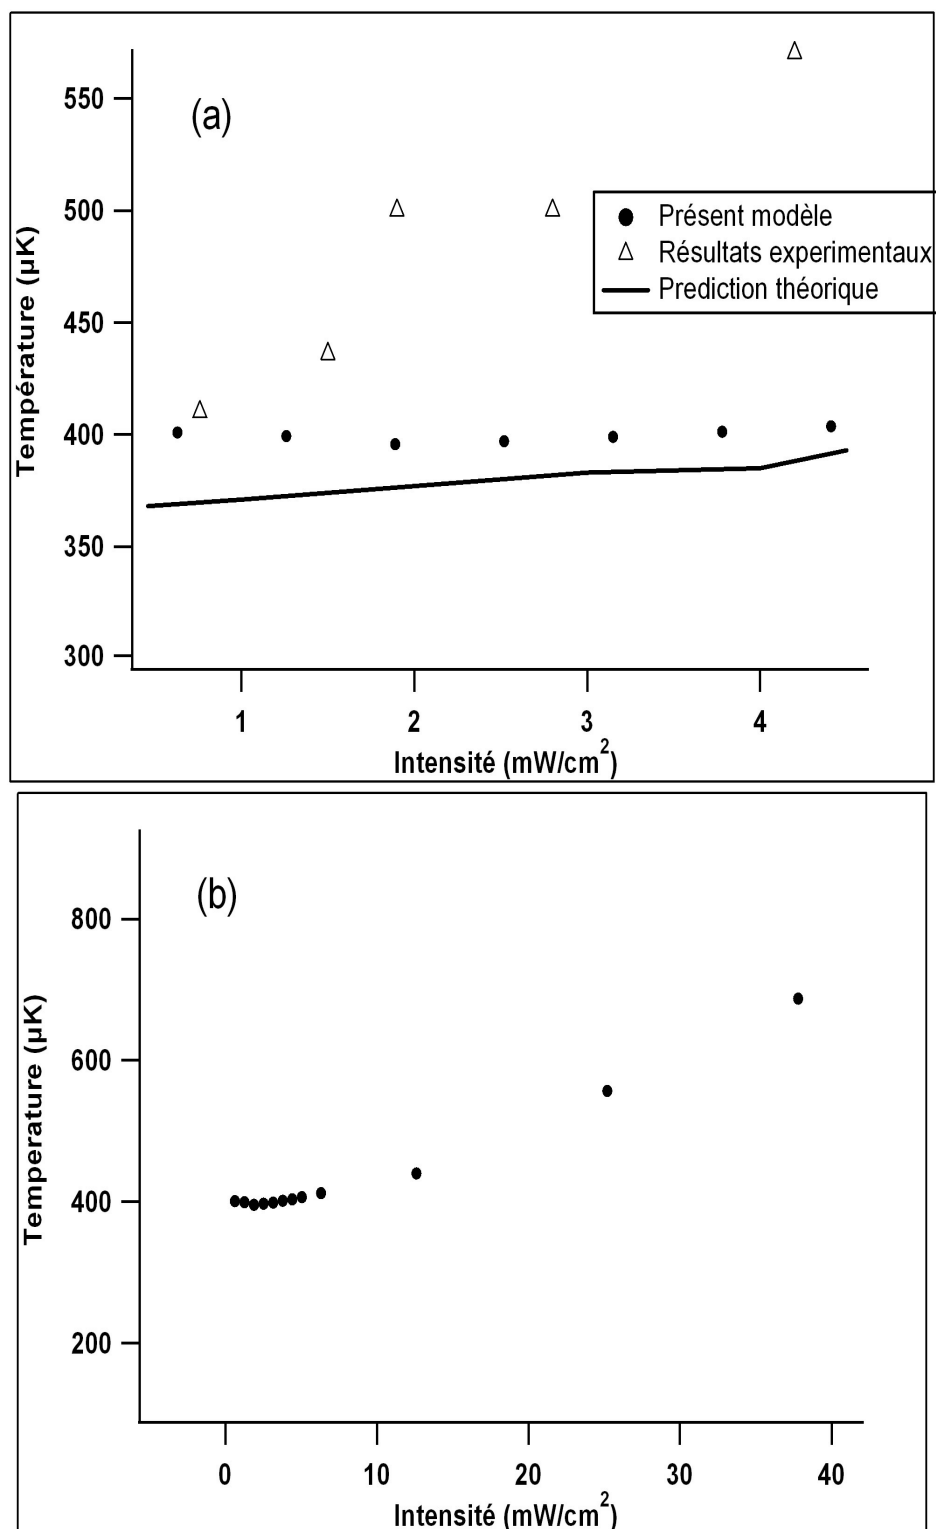 (a)
550
500
450
400
350
300
Température (µK)
Présent modèle
Résultats experimentaux
Prediction théorique
1 2 3 4
Intensité (mW/cm²)
(b)
800
600
400
200
Temperature (µK)
0 10 20 30 40
Intensité (mW/cm²)